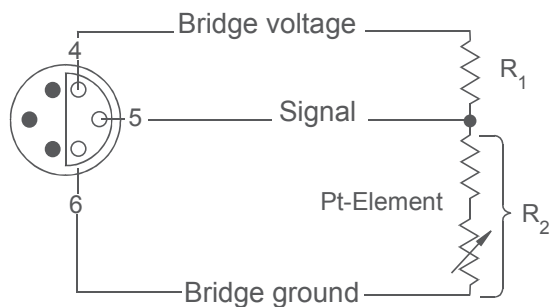 Bridge voltage
4
R1
5
Signal
Pt-Element
R2
6
Bridge ground